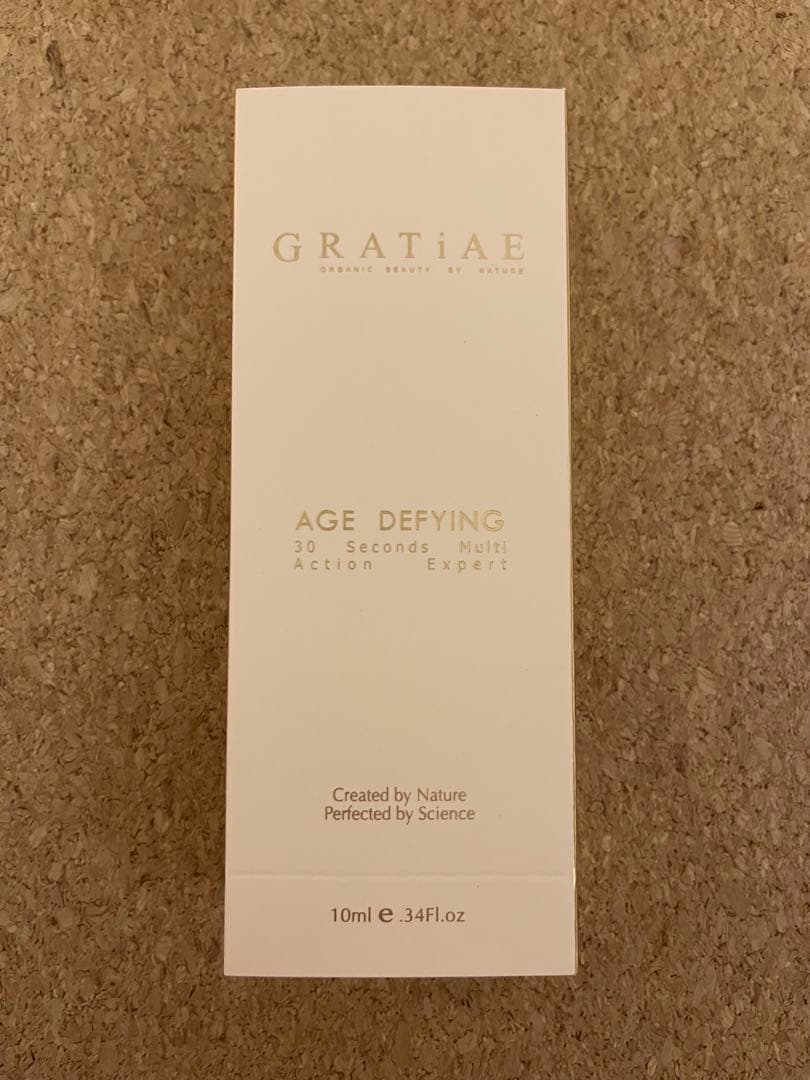 GRATiAE
ORGANIC BEAUTY BY NATURE
AGE DEFYING
30 Seconds Multi
Action Expert
Created by Nature
Perfected by Science
10ml e .34Fl.oz